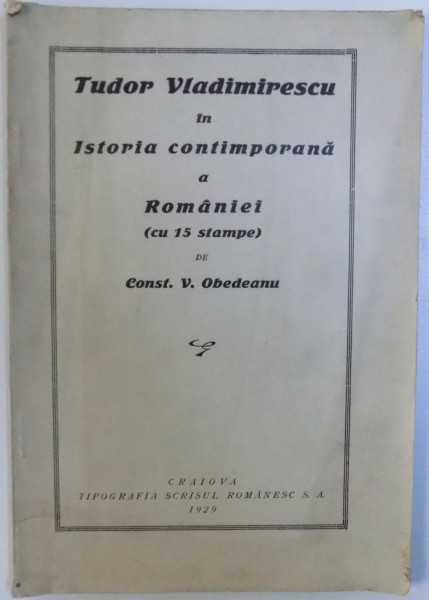 Tudor Vladimirescu
în
Istoria contimporană
a
României
(cu 15 stampe)
DE
Const. V. Obedeanu
CRAIOVA
TIPOGRAFIA SCRISUL ROMÂNESC S. A.
1929